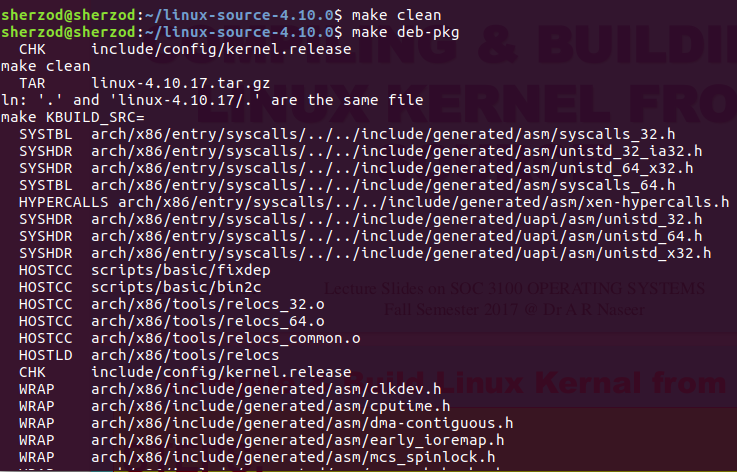 sherzod@sherzod:~/linux-source-4.10.0$ make clean
sherzod@sherzod:~/linux-source-4.10.0$ make deb-pkg
CHK include/config/kernel.release
make clean
TAR linux-4.10.17.tar.gz
ln: '.' and 'linux-4.10.17/.' are the same file
make KBUILD_SRC=
SYSTBL arch/x86/entry/syscalls/../../include/generated/asm/syscalls_32.h
SYSHDR arch/x86/entry/syscalls/../../include/generated/asm/unistd_32_ia32.h
SYSHDR arch/x86/entry/syscalls/../../include/generated/asm/unistd_64_x32.h
SYSTBL arch/x86/entry/syscalls/../../include/generated/asm/syscalls_64.h
HYPERCALLS arch/x86/entry/syscalls/../../include/generated/asm/xen-hypercalls.h
SYSHDR arch/x86/entry/syscalls/../../include/generated/uapi/asm/unistd_32.h
SYSHDR arch/x86/entry/syscalls/../../include/generated/uapi/asm/unistd_64.h
SYSHDR arch/x86/entry/syscalls/../../include/generated/uapi/asm/unistd_x32.h
HOSTCC scripts/basic/fixdep
HOSTCC scripts/basic/bin2c
HOSTCC arch/x86/tools/relocs_32.o
HOSTCC arch/x86/tools/relocs_64.o
HOSTCC arch/x86/tools/relocs_common.o
HOSTLD arch/x86/tools/relocs
CHK include/config/kernel.release
WRAP arch/x86/include/generated/asm/clkdev.h
WRAP arch/x86/include/generated/asm/cputime.h
WRAP arch/x86/include/generated/asm/dma-contiguous.h
WRAP arch/x86/include/generated/asm/early_ioremap.h
WRAP arch/x86/include/generated/asm/mcs_spinlock.h
COMPILING & BUILDI
LINUX KERNEL FRO
Lecture Slides on SOC 3100 OPERATING SYSTEMS
Fall Semester 2017 @ Dr A R Naseer
Build Linux Kernal from